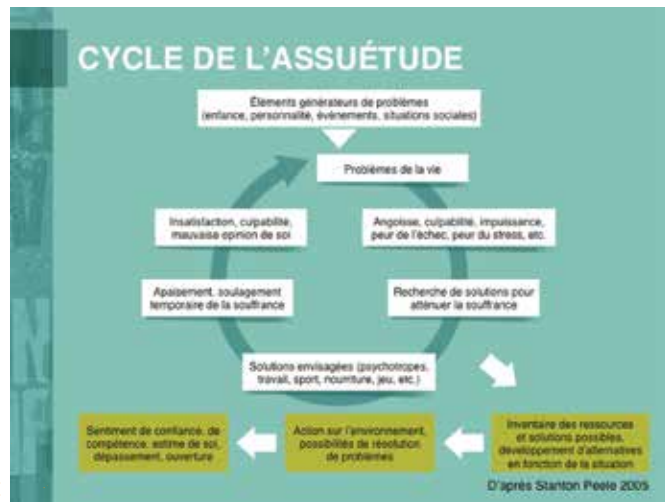 CYCLE DE L'ASSUÉTUDE
Éléments générateurs de problèmes
(enfance, personnalité, événements, situations sociales)
Problèmes de la vie
Insatisfaction, culpabilité,
mauvaise opinion de soi
Angoisse, culpabilité, impuissance,
peur de l'échec, peur du stress, etc.
Apaisement, soulagement
temporaire de la souffrance
Recherche de solutions pour
atténuer la souffrance
Solutions envisagées (psychotropes,
travail, sport, nourriture, jeu, etc.)
Sentiment de confiance, de
compétence, estime de soi,
dépassement, ouverture
Action sur l'environnement,
possibilités de résolution
de problèmes
Inventaire des ressources
et solutions possibles,
développement d'alternatives
en fonction de la situation
D'après Stanton Peele 2005